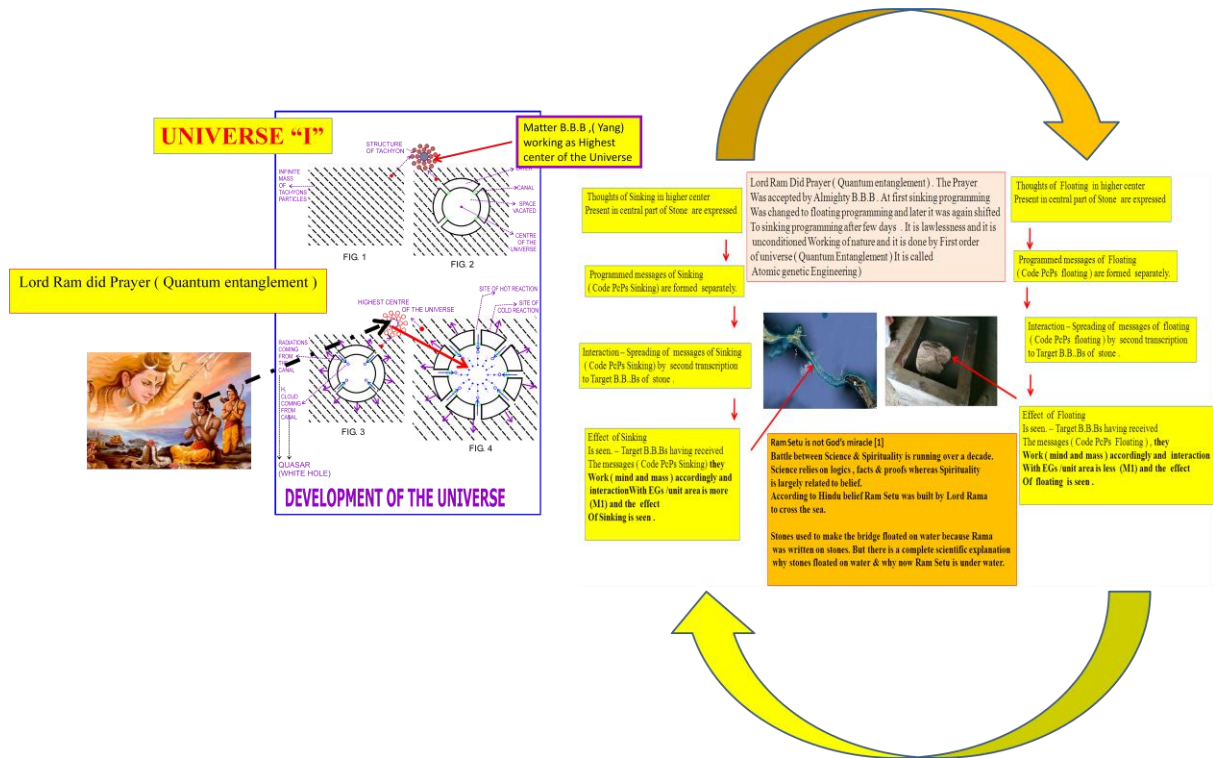 UNIVERSE “I”
Matter B.B.B ,( Yang)
working as Highest
center of the Universe
STRUCTURE
OF TACHYON
INFINITE
MASS
OF
TACHYONS
PARTICLES
CANAL
SPACE
VACATED
CENTRE
OF THE
UNIVERSE
FIG. 1
FIG. 2
Lord Ram did Prayer ( Quantum entanglement )
SITE OF HOT REACTION
SITE OF
COLD REACTION
HIGHEST CENTRE
OF THE UNIVERSE
RADIATIONS
COMING
FROM
CANAL
H,
CLOUD
COMING
FROM
CANAL
FIG. 3
FIG. 4
QUASAR
(WHITE HOLE)
DEVELOPMENT OF THE UNIVERSE
Thoughts of Sinking in higher center
Present in central part of Stone are expressed
Programmed messages of Sinking
( Code PcPs Sinking) are formed separately.
Interaction – Spreading of messages of Sinking
( Code PcPs Sinking) by second transcription
to Target B.B..Bs of stone .
Effect of Sinking
Is seen. – Target B.B.Bs having received
The messages ( Code PcPs Sinking) they
Work ( mind and mass ) accordingly and
interactionWith EGs /unit area is more
(M1) and the effect
Of Sinking is seen .
Lord Ram Did Prayer ( Quantum entanglement) . The Prayer
Was accepted by Almighty B.B.B . At first sinking programming
Was changed to floating programming and later it was again shifted
To sinking programming after few days . It is lawlessness and it is
unconditioned Working of nature and it is done by First order
of universe ( Quantum Entanglement ) It is called
Atomic genetic Engineering )
Ram Setu is not God’s miracle [1]
Battle between Science & Spirituality is running over a decade.
Science relies on logics , facts & proofs whereas Spirituality
is largely related to belief.
According to Hindu belief Ram Setu was built by Lord Rama
to cross the sea.
Stones used to make the bridge floated on water because Rama
was written on stones. But there is a complete scientific explanation
why stones floated on water & why now Ram Setu is under water.
Thoughts of Floating in higher center
Present in central part of Stone are expressed
Programmed messages of Floating
( Code PcPs floating ) are formed separately.
Interaction – Spreading of messages of floating
( Code PcPs floating ) by second transcription
to Target B.B..Bs of stone .
Effect of Floating
Is seen. – Target B.B.Bs having received
The messages ( Code PcPs Floating ) , they
Work ( mind and mass ) accordingly and interaction
With EGs /unit area is less (M1) and the effect
Of floating is seen .